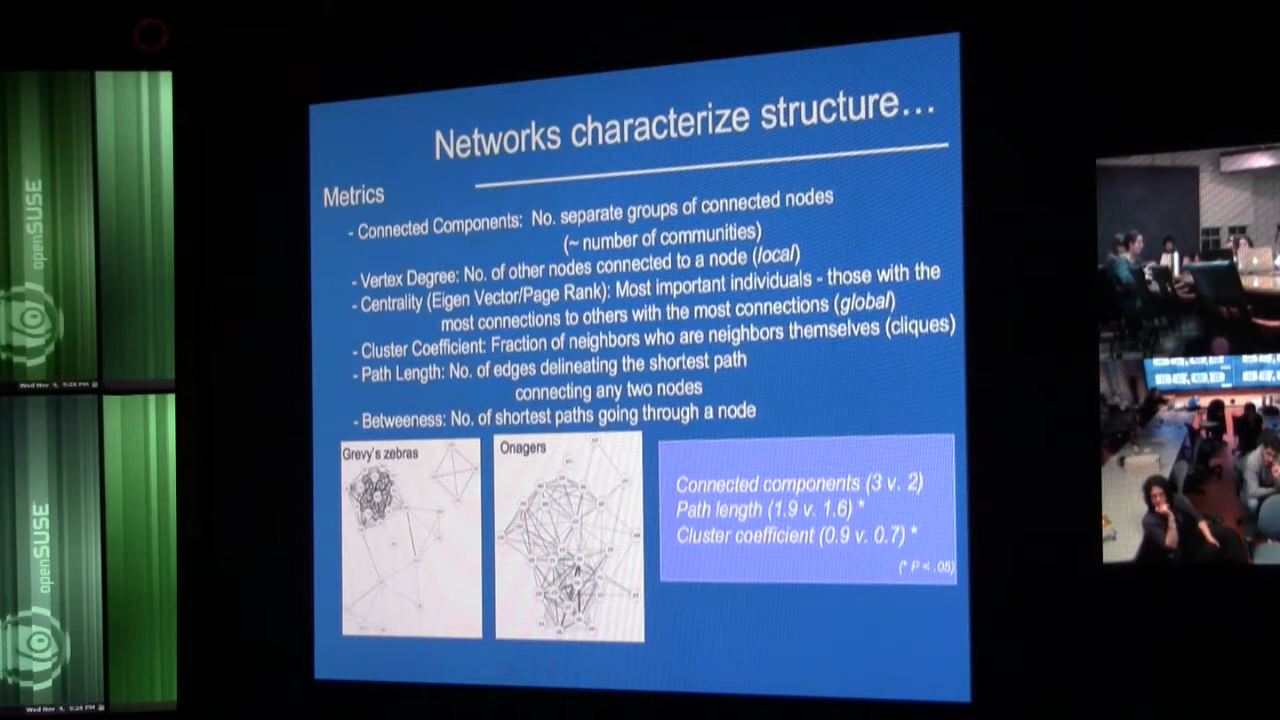 Networks characterize structure...
Metrics
- Connected Components: No. separate groups of connected nodes
(~ number of communities)
- Vertex Degree: No. of other nodes connected to a node (local)
- Centrality (Eigen Vector/Page Rank): Most important individuals - those with the
most connections to others with the most connections (global)
- Cluster Coefficient: Fraction of neighbors who are neighbors themselves (cliques)
- Path Length: No. of edges delineating the shortest path
connecting any two nodes
- Betweeness: No. of shortest paths going through a node
Grevy's zebras
Onagers
Connected components (3 v. 2)
Path length (1.9 v. 1.6) *
Cluster coefficient (0.9 v. 0.7) *
(* P < .05)
openSUSE
openSUSE